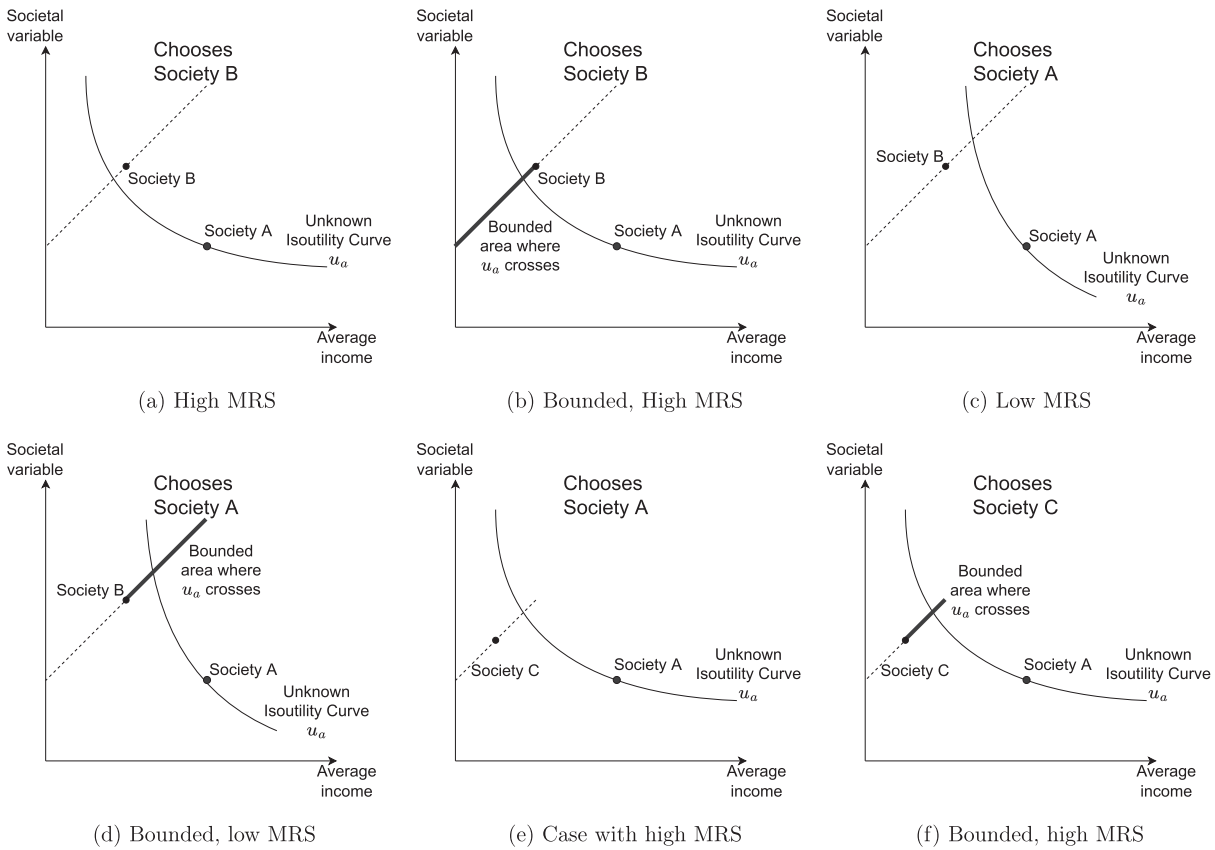 Societal
variable
Chooses
Society B
Society B
Society A
Unknown
Isoutility Curve
u_a
Average
income
(a) High MRS
Societal
variable
Chooses
Society B
Society B
Bounded
area where
u_a crosses
Society A
Unknown
Isoutility Curve
u_a
Average
income
(b) Bounded, High MRS
Societal
variable
Chooses
Society A
Society B
Society A
Unknown
Isoutility Curve
u_a
Average
income
(c) Low MRS
Societal
variable
Chooses
Society A
Bounded
area where
u_a crosses
Society B
Society A
Unknown
Isoutility Curve
u_a
Average
income
(d) Bounded, low MRS
Societal
variable
Chooses
Society A
Society C
Society A
Unknown
Isoutility Curve
u_a
Average
income
(e) Case with high MRS
Societal
variable
Chooses
Society C
Bounded
area where
u_a crosses
Society C
Society A
Unknown
Isoutility Curve
u_a
Average
income
(f) Bounded, high MRS